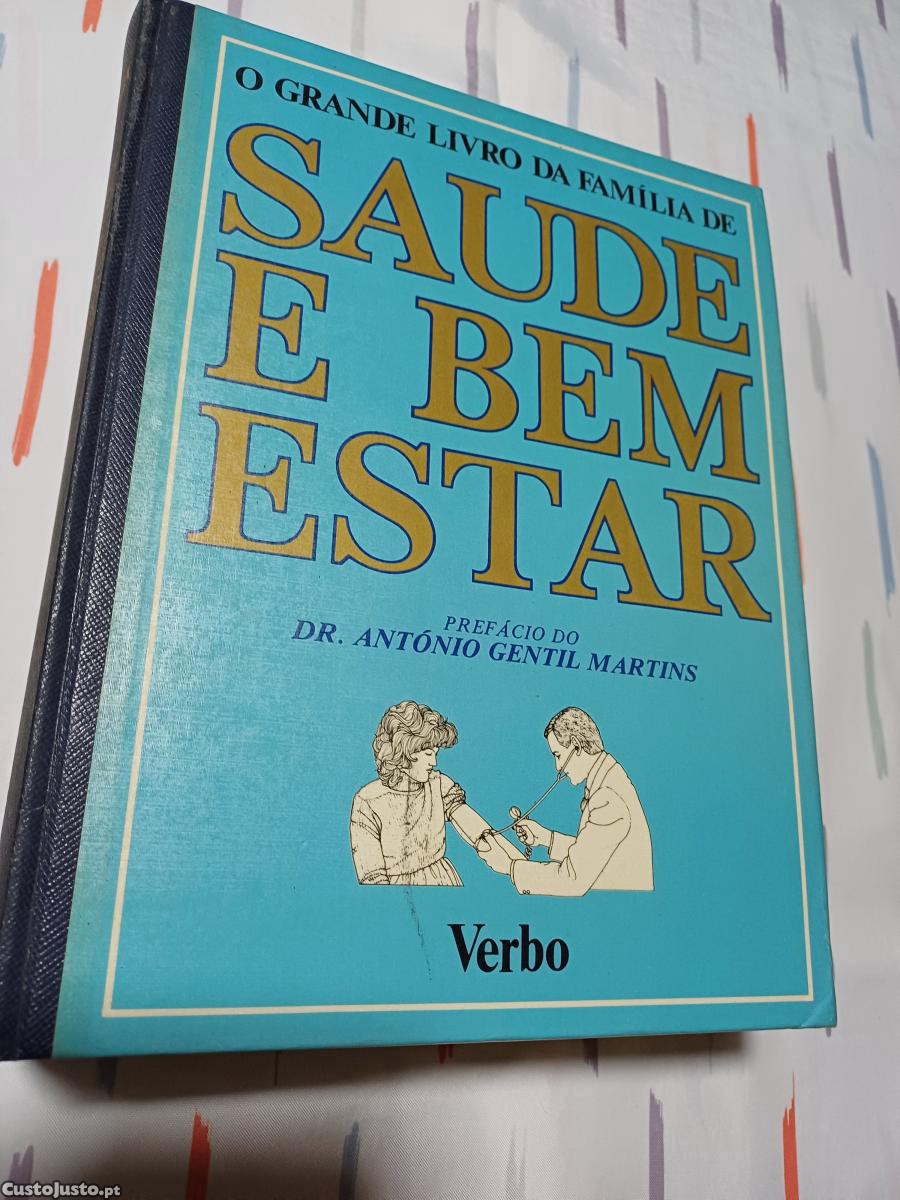 O GRANDE LIVRO DA FAMÍLIA DE
SAUDE
E BEM
ESTAR
PREFÁCIO DO
DR. ANTÓNIO GENTIL MARTINS
Verbo
CustoJusto.pt